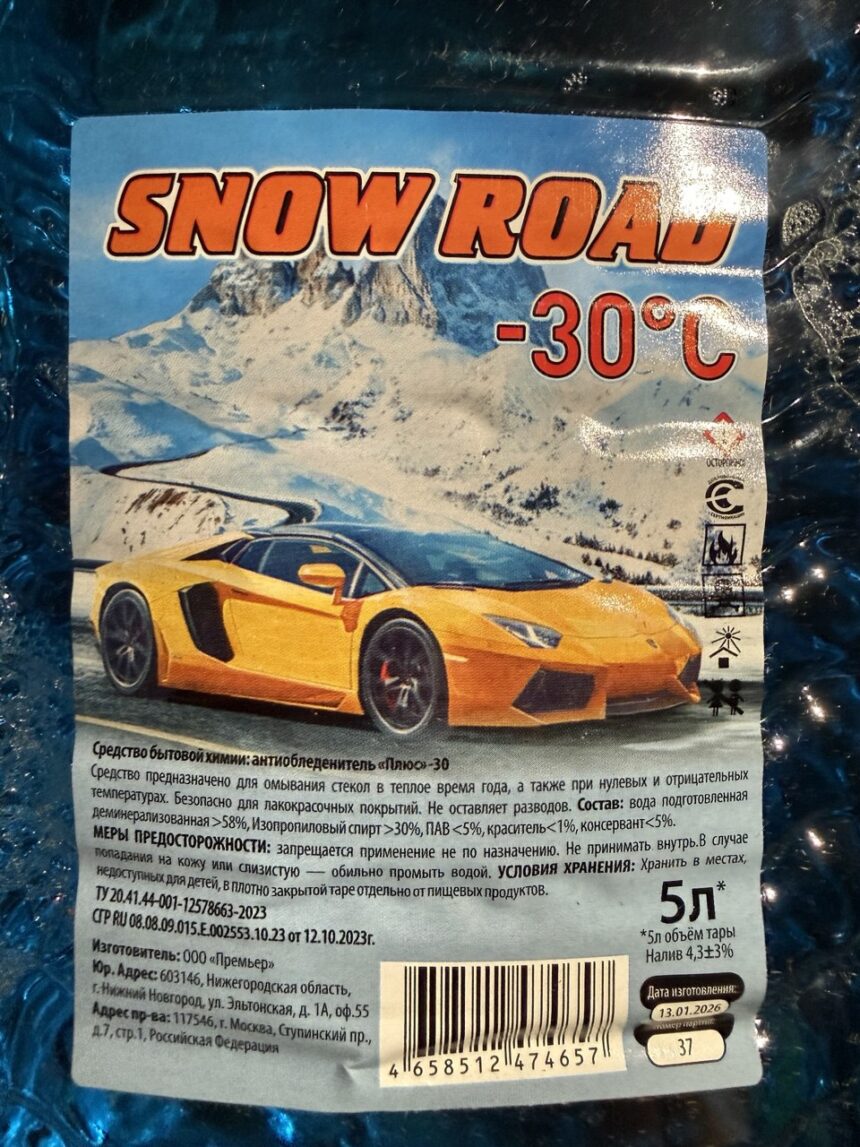 SNOW ROAD
-30°C
ОСТОРОЖНО
Средство бытовой химии: антиобледенитель «Плюс»-30
Средство предназначено для омывания стекол в теплое время года, а также при нулевых и отрицательных
температурах. Безопасно для лакокрасочных покрытий. Не оставляет разводов. Состав: вода подготовленная
деминерализованная >58%, Изопропиловый спирт >30%, ПАВ <5%, краситель<1%, консервант<5%.
МЕРЫ ПРЕДОСТОРОЖНОСТИ: запрещается применение не по назначению. Не принимать внутрь.В случае
попадания на кожу или слизистую — обильно промыть водой. УСЛОВИЯ ХРАНЕНИЯ: Хранить в местах,
недоступных для детей, в плотно закрытой таре отдельно от пищевых продуктов.
ТУ 20.41.44-001-12578663-2023
СГР RU 08.08.09.015.Е.002553.10.23 от 12.10.2023г.
Изготовитель: ООО «Премьер»
Юр. Адрес: 603146, Нижегородская область,
г. Нижний Новгород, ул. Эльтонская, д. 1А, оф.55
Адрес пр-ва: 117546, г. Москва, Ступинский пр.,
д.7, стр.1, Российская Федерация
5л*
*5л объём тары
Налив 4,3±3%
Дата изготовления:
13.01.2026
номер партии:
37
4 658512 474657